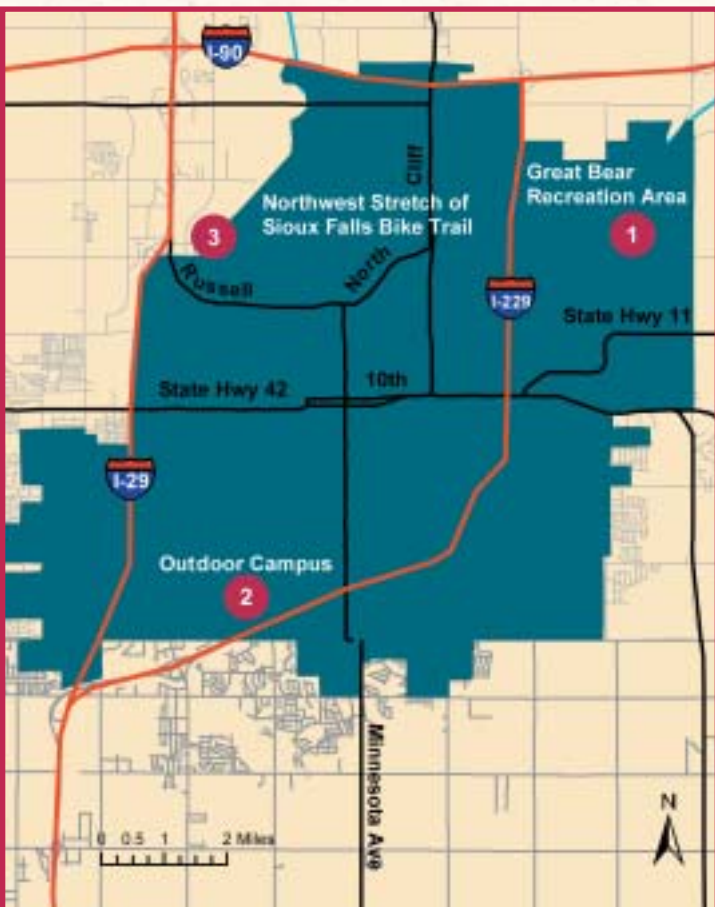 I-90
Cliff
Great Bear
Recreation Area
1
Northwest Stretch of
Sioux Falls Bike Trail
3
Russell
North
I-229
State Hwy 11
10th
State Hwy 42
I-29
Outdoor Campus
2
Minnesota Ave
N
0 0.5 1 2 Miles